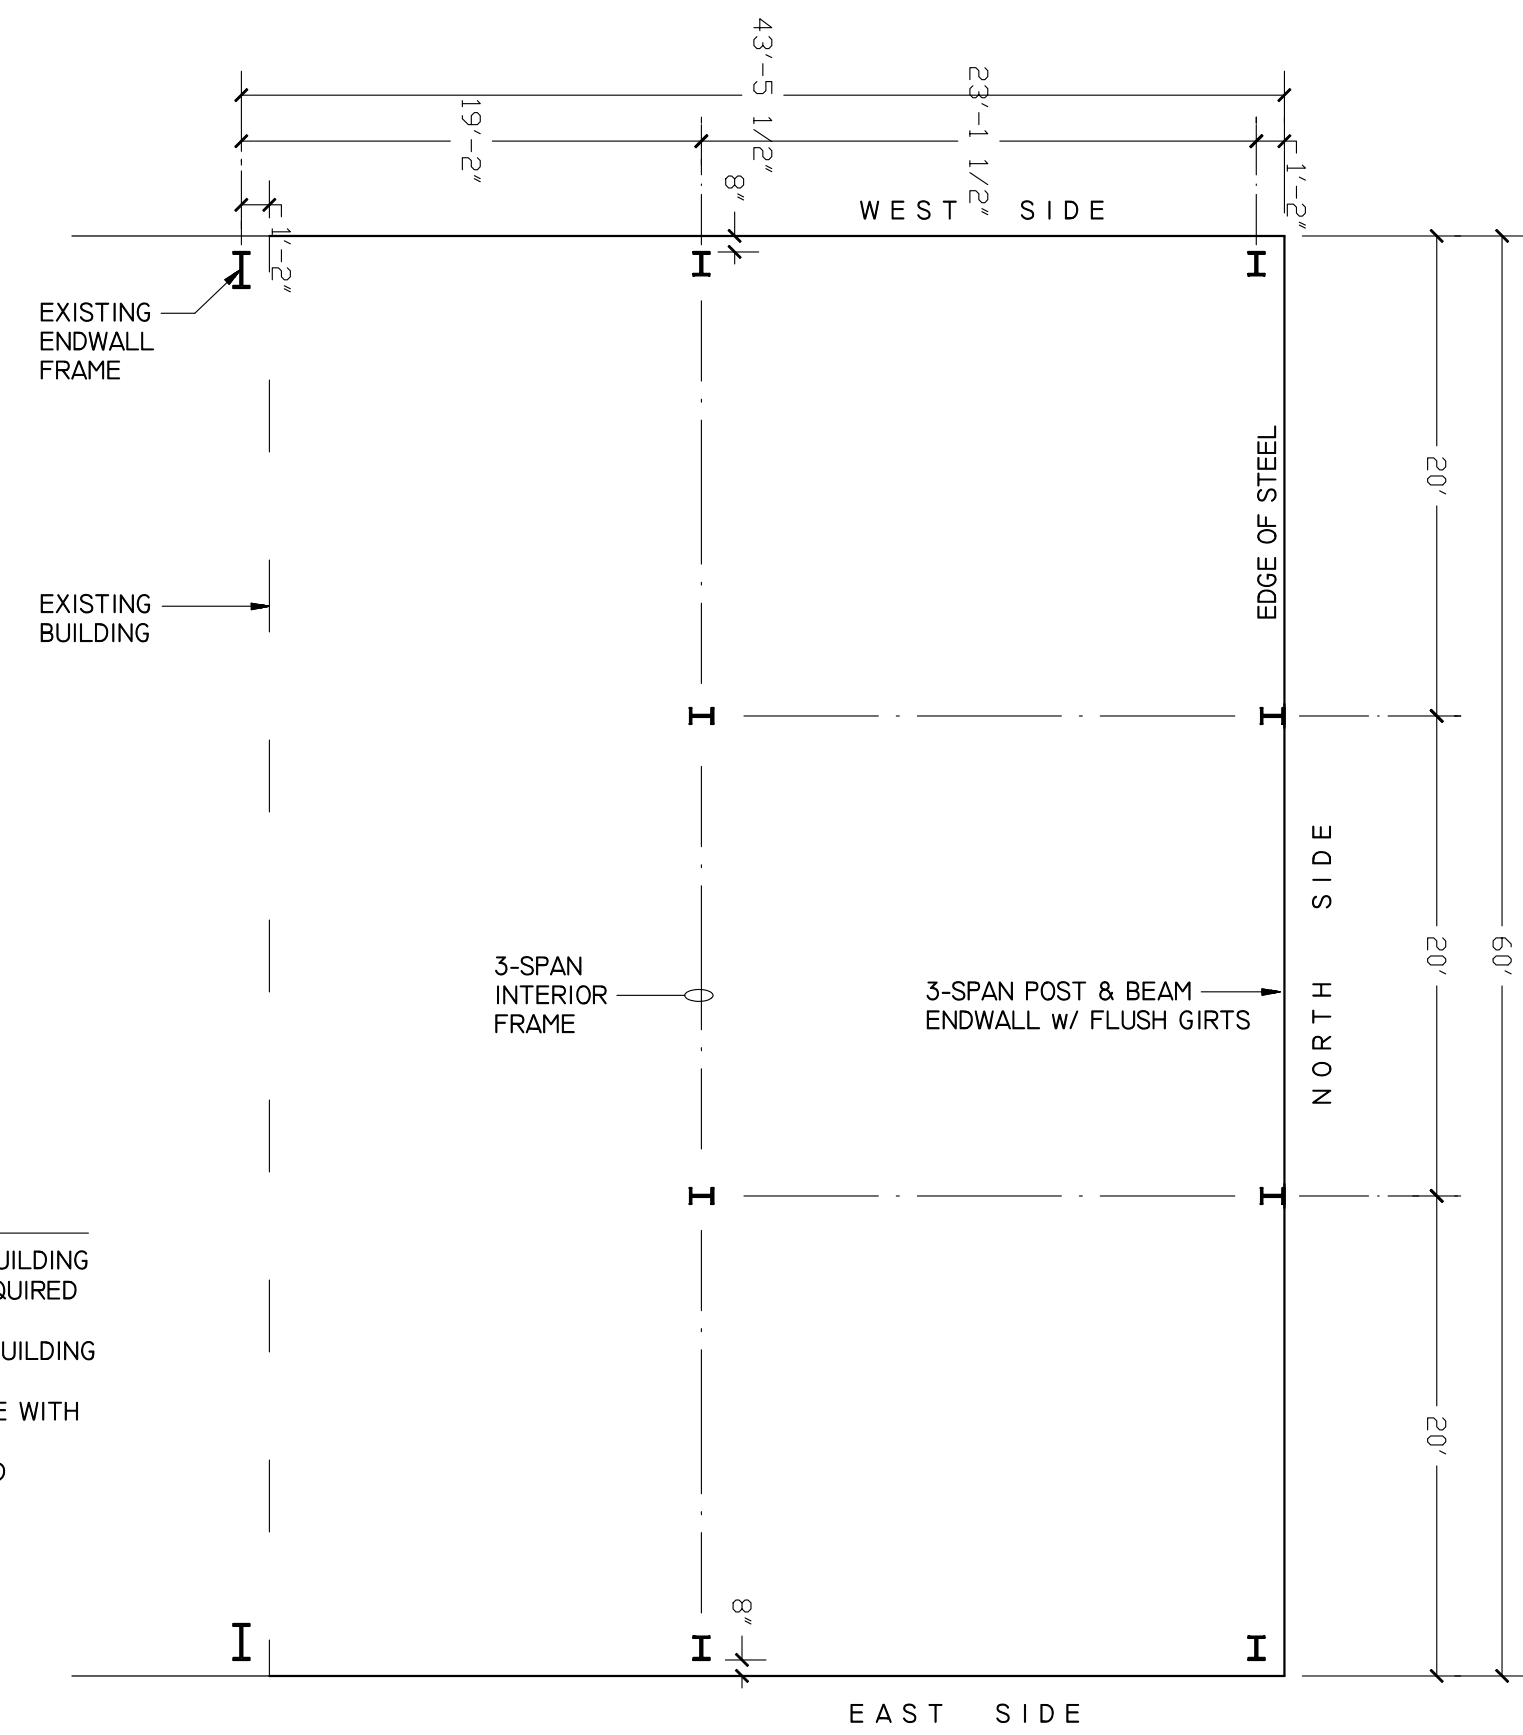 43'-5 1/2"
19'-2"
23'-1 1/2"
1'-2"
8"
WEST SIDE
1'-2"
EXISTING
ENDWALL
FRAME
20'
EDGE OF STEEL
EXISTING
BUILDING
NORTH SIDE
20'
60'
3-SPAN
INTERIOR
FRAME
3-SPAN POST & BEAM
ENDWALL W/ FLUSH GIRTS
UILDING
QUIRED
UILDING
E WITH
D
20'
8"
EAST SIDE